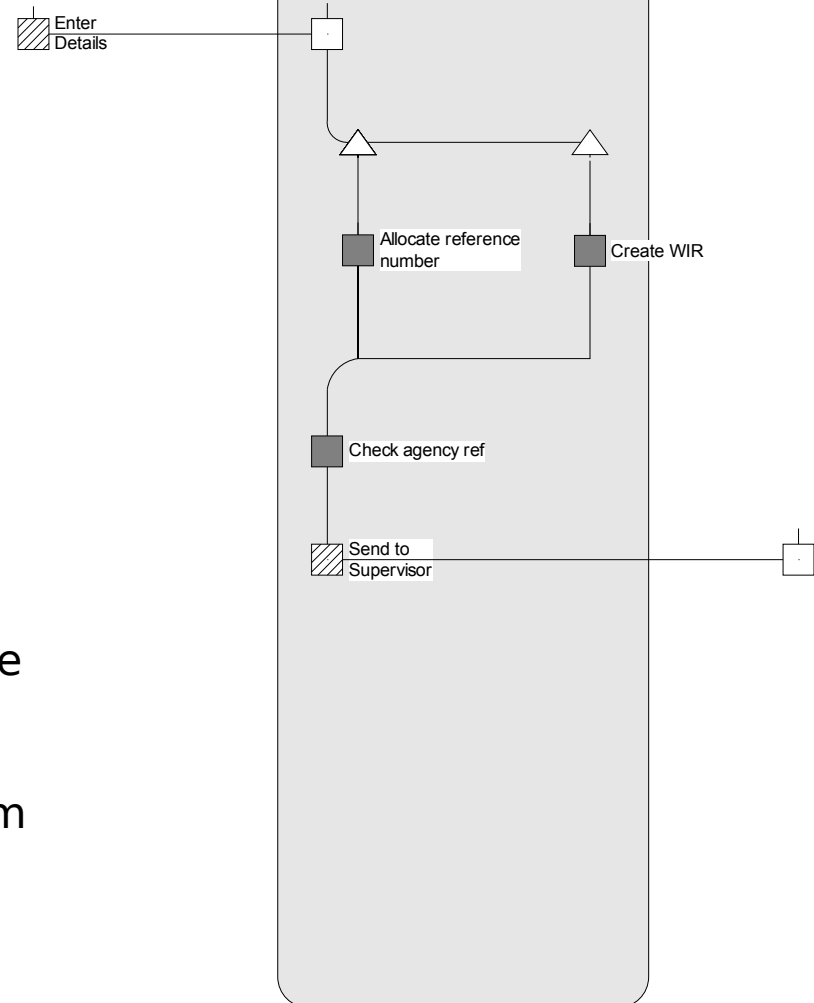 Enter
Details
Allocate reference
number
Create WIR
Check agency ref
Send to
Supervisor
e
m